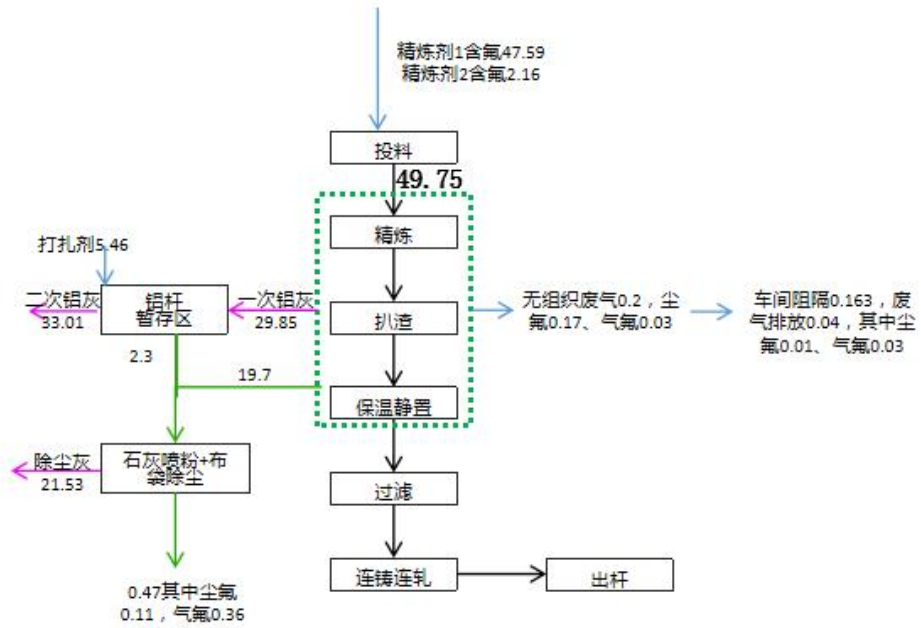 精炼剂1含氟47.59
精炼剂2含氟2.16
投料
49.75
精炼
打扎剂5.46
二次铝灰
33.01
铝杆
暂存区
一次铝灰
29.85
扒渣
无组织废气0.2，尘
氟0.17、气氟0.03
车间阻隔0.163，废
气排放0.04，其中尘
氟0.01、气氟0.03
2.3
19.7
保温静置
除尘灰
21.53
石灰喷粉+布
袋除尘
过滤
连铸连轧
出杆
0.47其中尘氟
0.11，气氟0.36